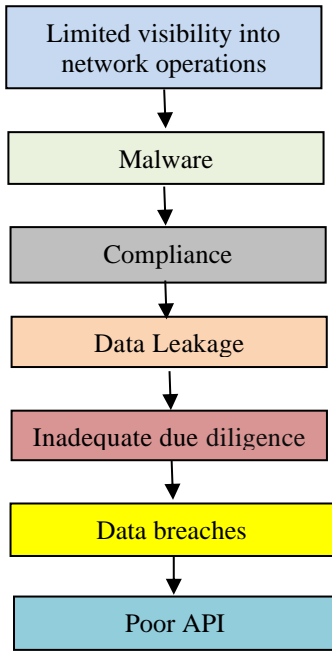 Limited visibility into
network operations
Malware
Compliance
Data Leakage
Inadequate due diligence
Data breaches
Poor API